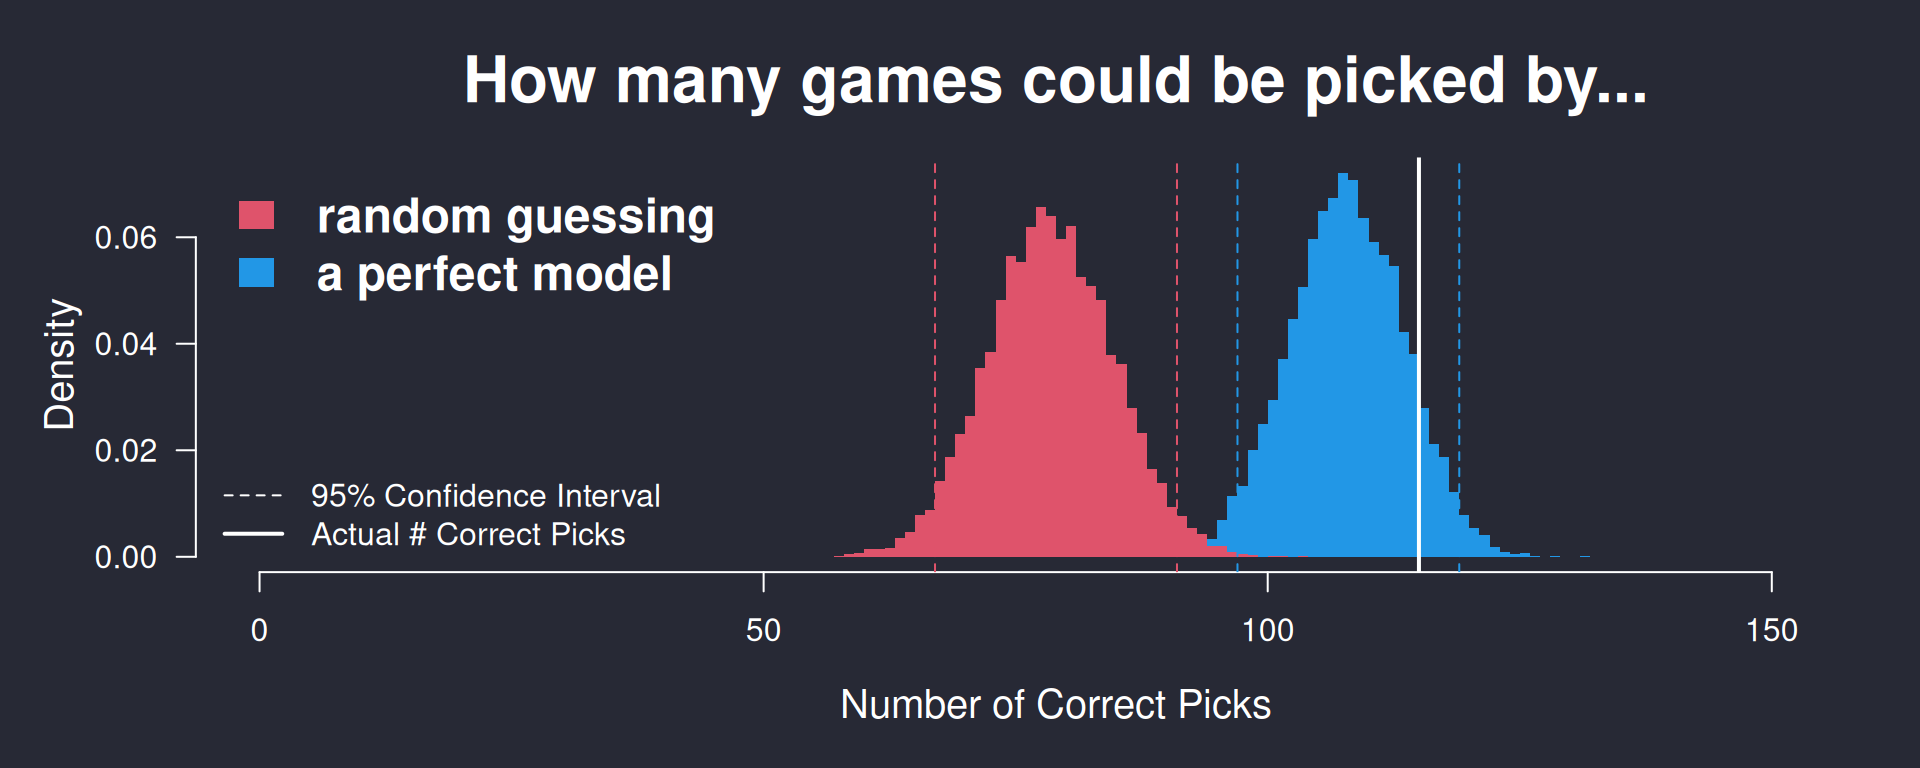 How many games could be picked by...
random guessing
a perfect model
0.06
0.04
0.02
0.00
Density
95% Confidence Interval
Actual # Correct Picks
0 50 100 150
Number of Correct Picks